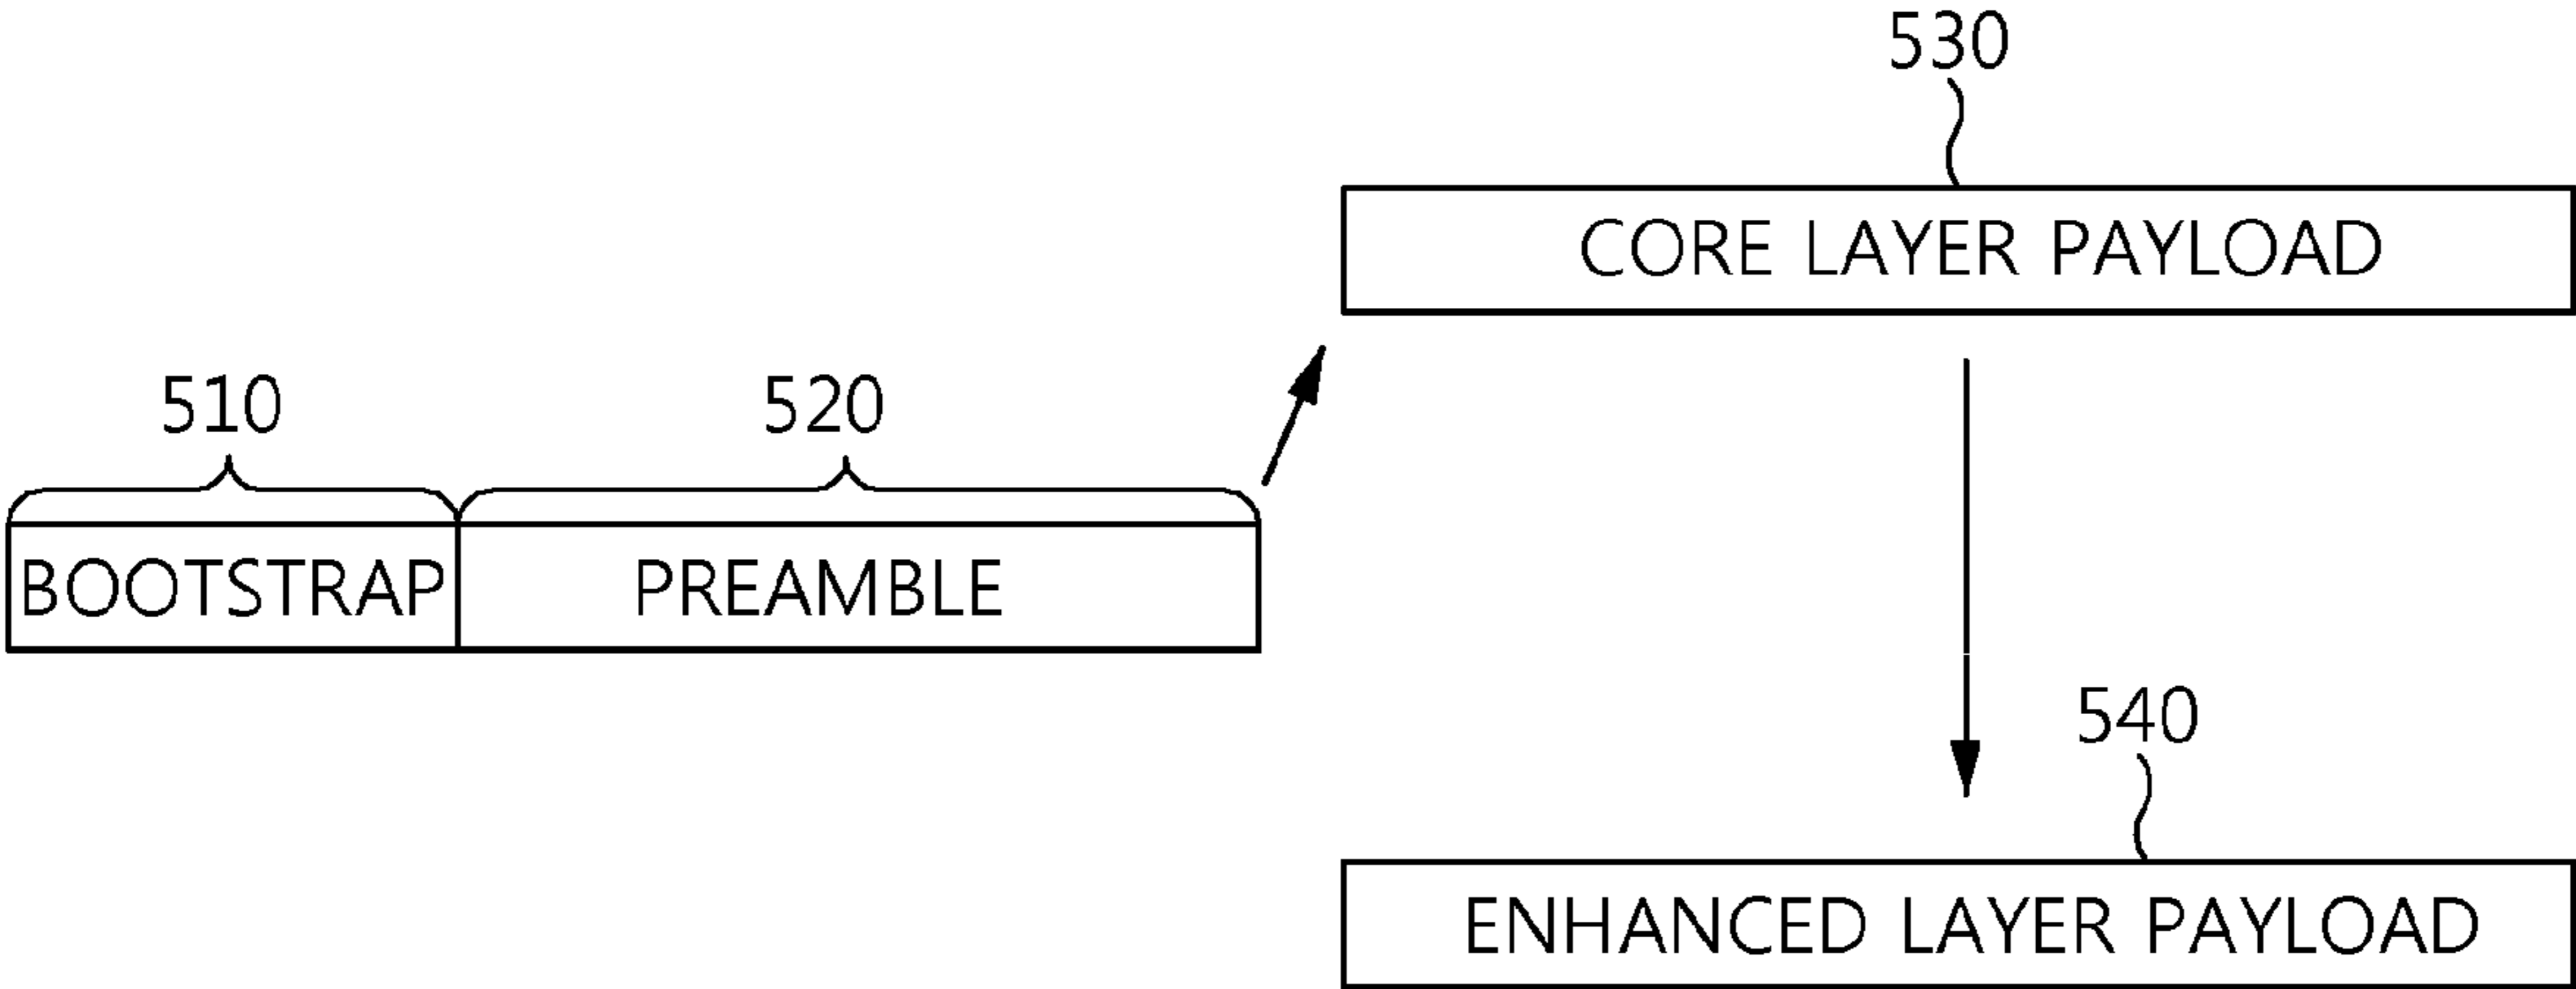 530
CORE LAYER PAYLOAD
510 520
BOOTSTRAP PREAMBLE
540
ENHANCED LAYER PAYLOAD